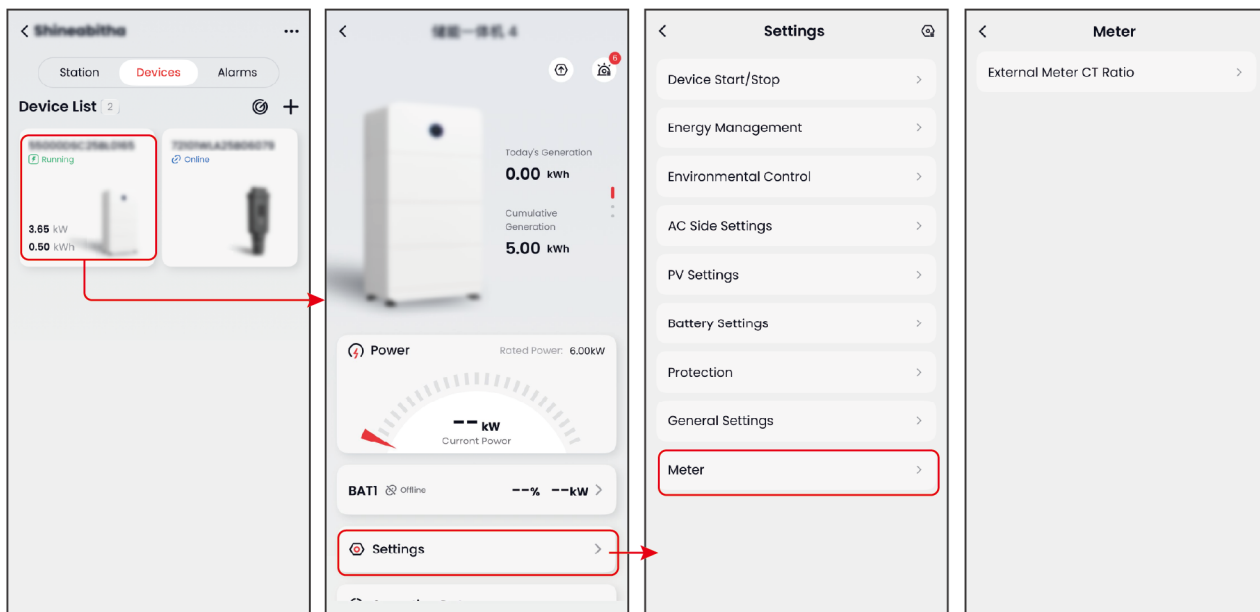 Station
Devices
Alarms
Device List 2
Running
Online
3.65 kW
0.50 kWh
6
Today's Generation
0.00 kWh
Cumulative
Generation
5.00 kWh
Power
Rated Power: 6.00kW
-- kW
Current Power
BAT1 Offline --% --kW
Settings
Settings
Device Start/Stop
Energy Management
Environmental Control
AC Side Settings
PV Settings
Battery Settings
Protection
General Settings
Meter
Meter
External Meter CT Ratio